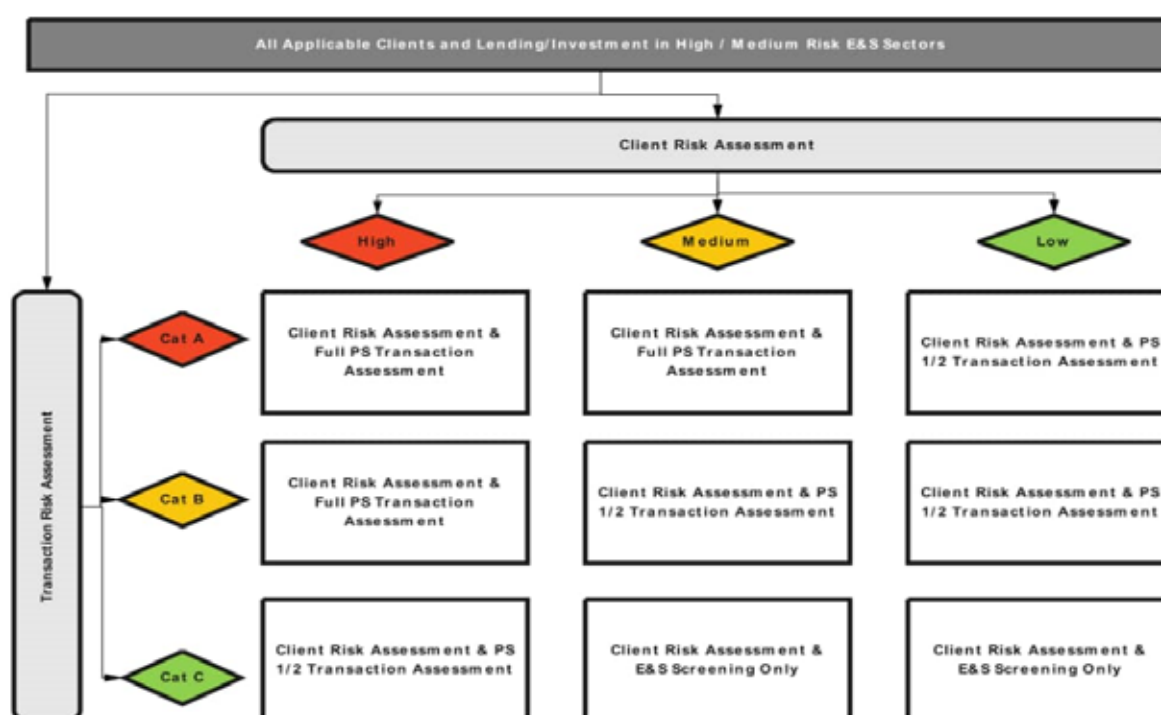 All Applicable Clients and Lending/Investment in High / Medium Risk E&S Sectors
Client Risk Assessment
High
Medium
Low
Transaction Risk Assessment
Cat A
Client Risk Assessment &
Full PS Transaction
Assessment
Client Risk Assessment &
Full PS Transaction
Assessment
Client Risk Assessment & PS
1/2 Transaction Assessment
Cat B
Client Risk Assessment &
Full PS Transaction
Assessment
Client Risk Assessment & PS
1/2 Transaction Assessment
Client Risk Assessment & PS
1/2 Transaction Assessment
Cat C
Client Risk Assessment & PS
1/2 Transaction Assessment
Client Risk Assessment &
E&S Screening Only
Client Risk Assessment &
E&S Screening Only